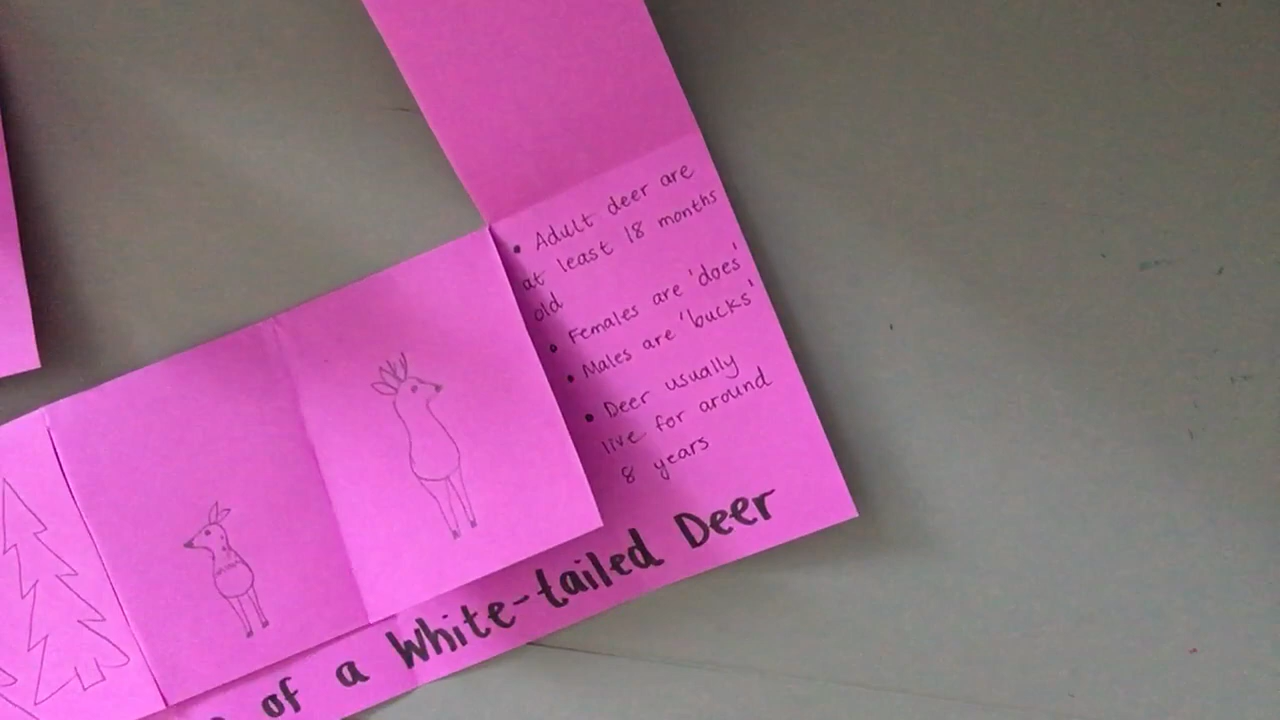 • Adult deer are
at least 18 months
old
• Females are 'does'
• Males are 'bucks'
• Deer usually
live for around
8 years
of a White-tailed Deer